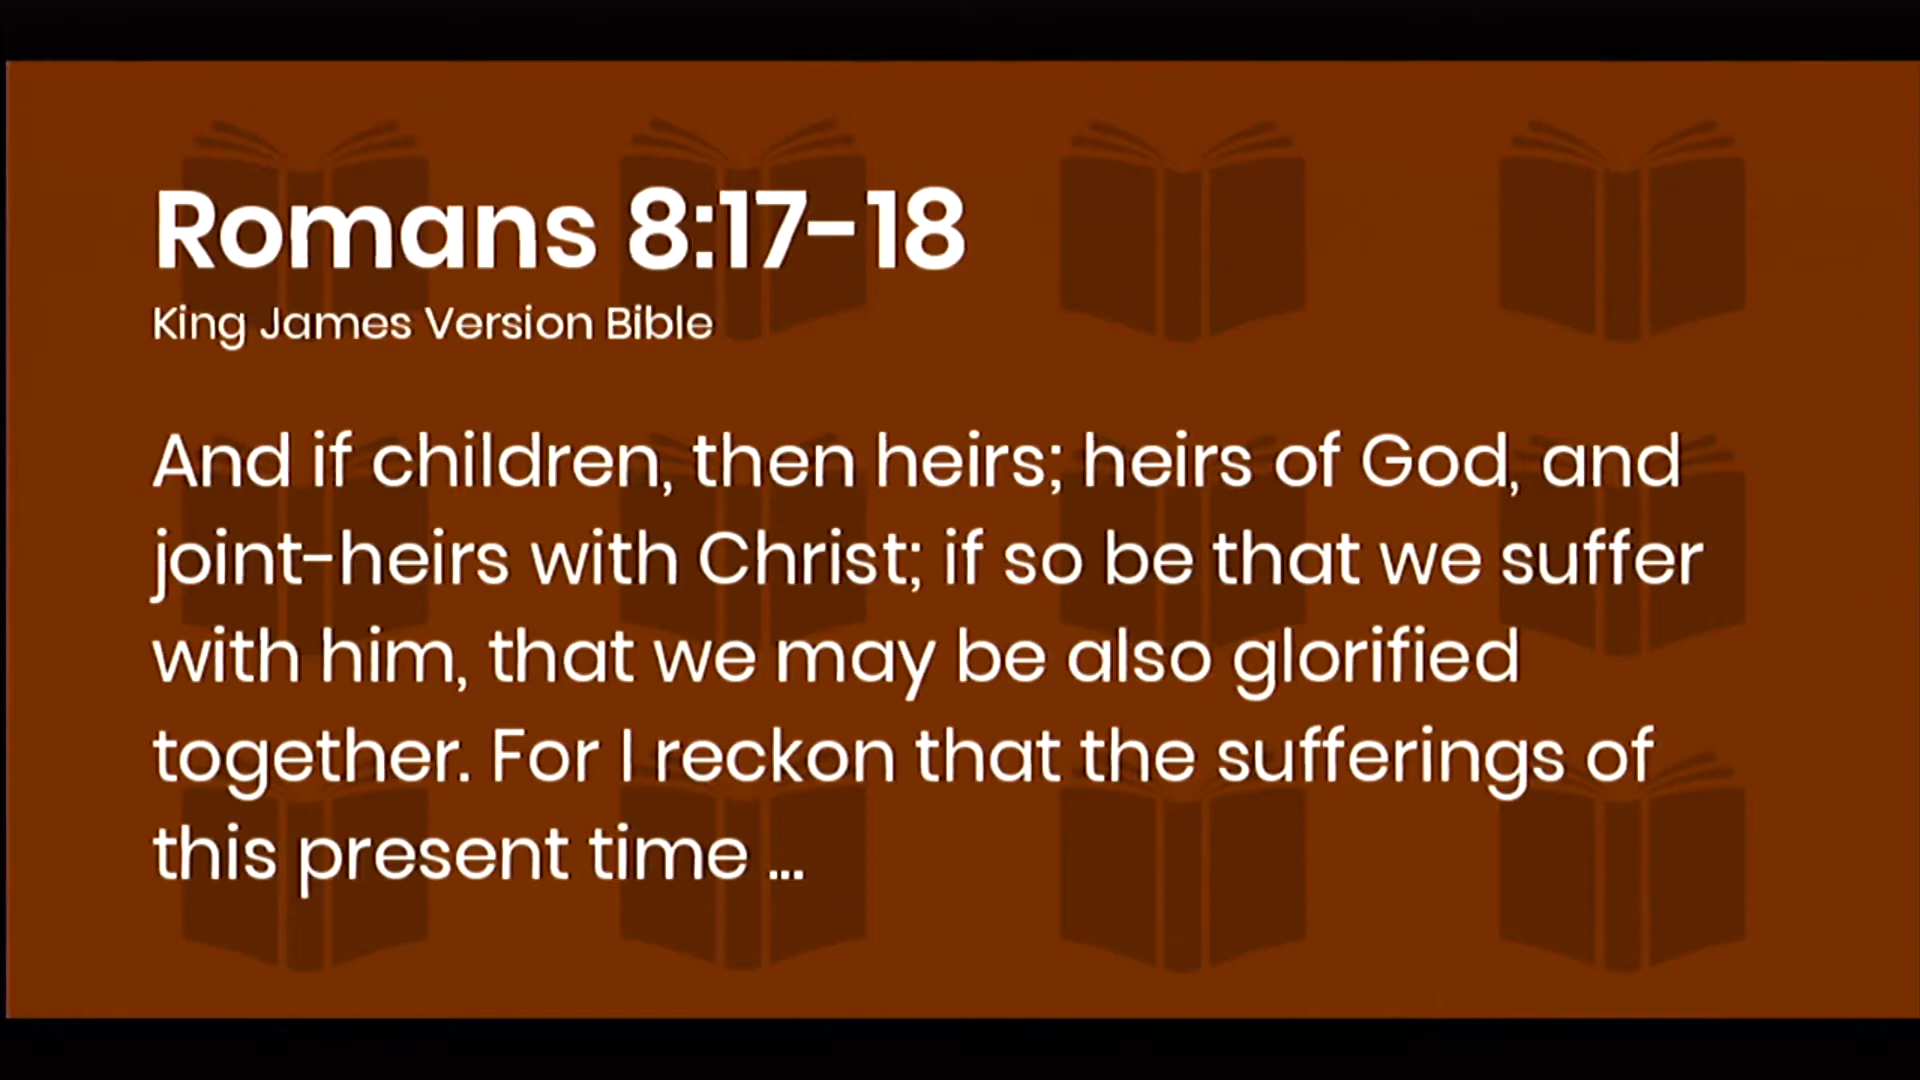 Romans 8:17-18
King James Version Bible
And if children, then heirs; heirs of God, and
joint-heirs with Christ; if so be that we suffer
with him, that we may be also glorified
together. For I reckon that the sufferings of
this present time ...